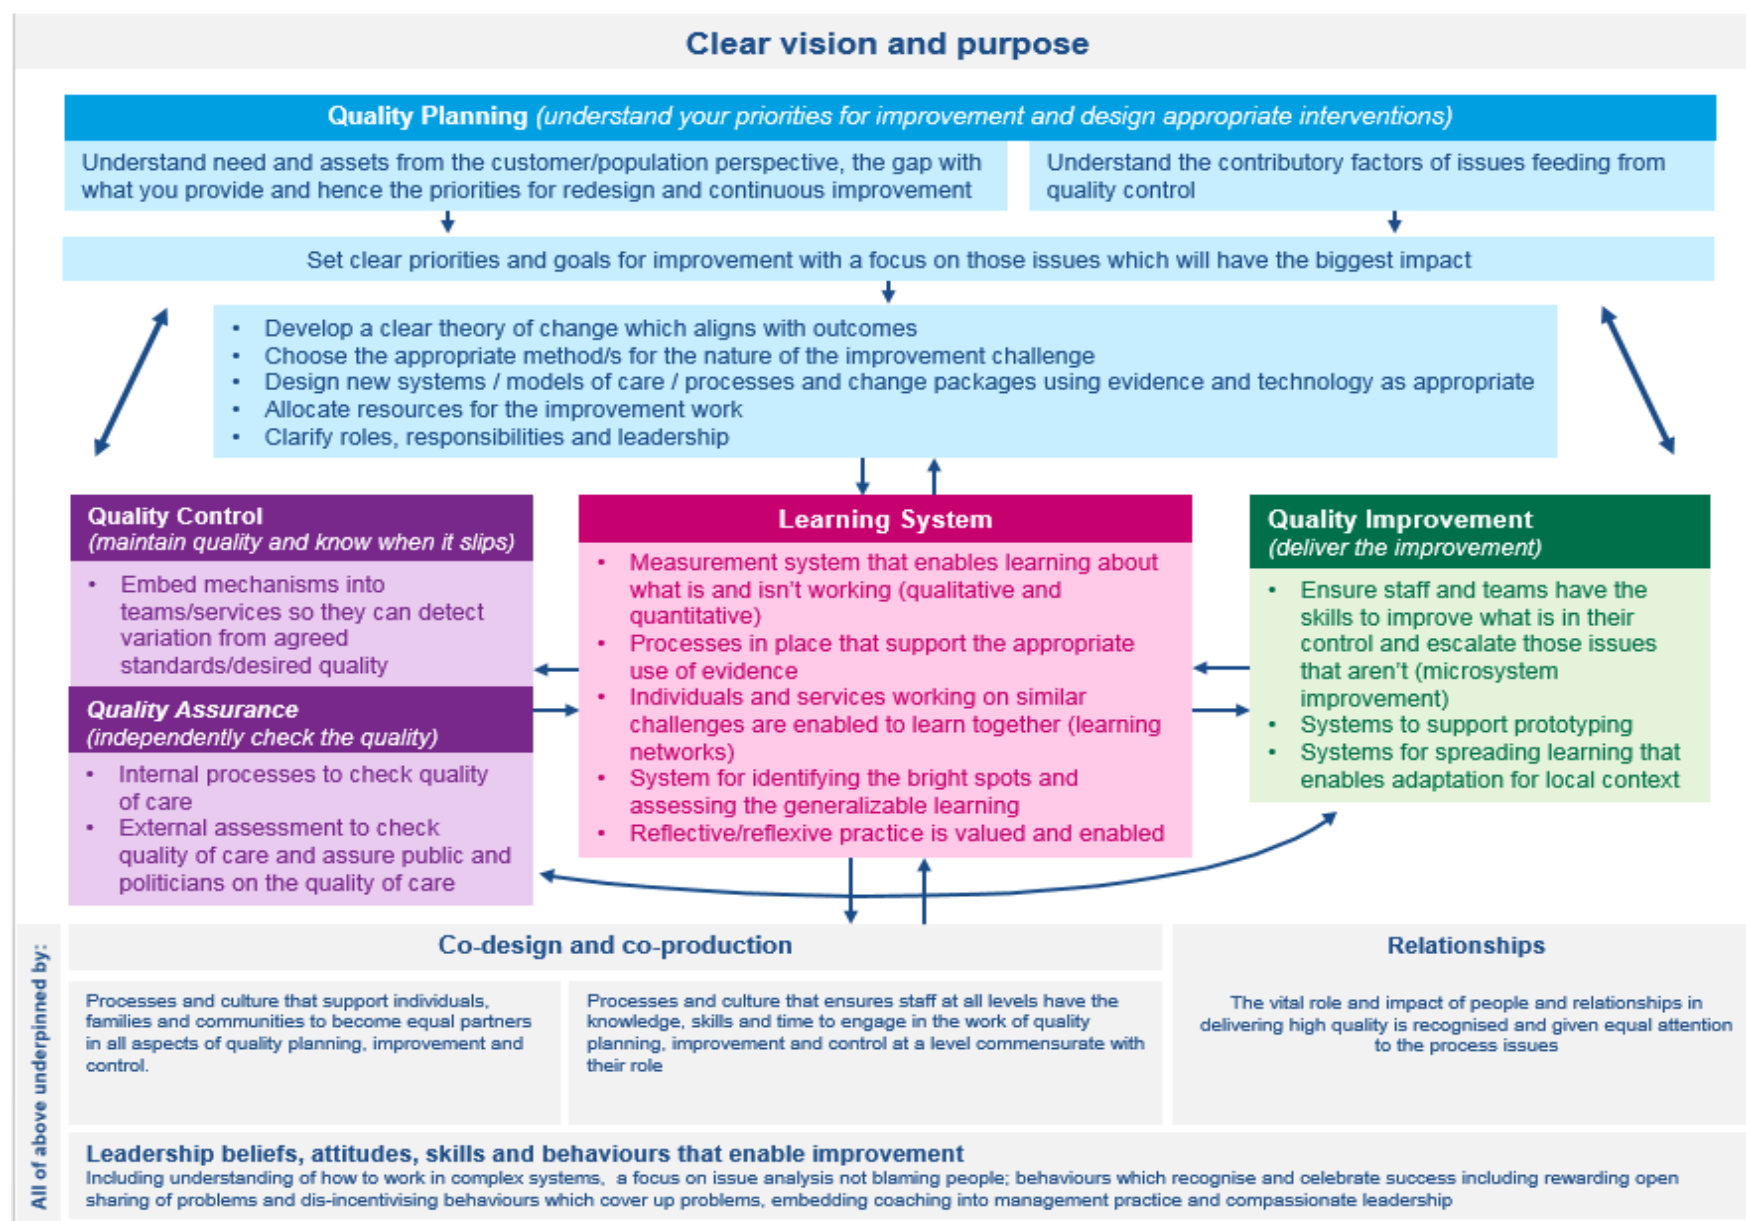 Clear vision and purpose
Quality Planning (understand your priorities for improvement and design appropriate interventions)
Understand need and assets from the customer/population perspective, the gap with
what you provide and hence the priorities for redesign and continuous improvement
Understand the contributory factors of issues feeding from
quality control
Set clear priorities and goals for improvement with a focus on those issues which will have the biggest impact
• Develop a clear theory of change which aligns with outcomes
• Choose the appropriate method/s for the nature of the improvement challenge
• Design new systems / models of care / processes and change packages using evidence and technology as appropriate
• Allocate resources for the improvement work
• Clarify roles, responsibilities and leadership
Quality Control
(maintain quality and know when it slips)
• Embed mechanisms into
teams/services so they can detect
variation from agreed
standards/desired quality
Quality Assurance
(independently check the quality)
• Internal processes to check quality
of care
• External assessment to check
quality of care and assure public and
politicians on the quality of care
Learning System
• Measurement system that enables learning about
what is and isn't working (qualitative and
quantitative)
• Processes in place that support the appropriate
use of evidence
• Individuals and services working on similar
challenges are enabled to learn together (learning
networks)
• System for identifying the bright spots and
assessing the generalizable learning
• Reflective/reflexive practice is valued and enabled
Quality Improvement
(deliver the improvement)
• Ensure staff and teams have the
skills to improve what is in their
control and escalate those issues
that aren't (microsystem
improvement)
• Systems to support prototyping
• Systems for spreading learning that
enables adaptation for local context
All of above underpinned by:
Co-design and co-production
Processes and culture that support individuals,
families and communities to become equal partners
in all aspects of quality planning, improvement and
control.
Processes and culture that ensures staff at all levels have the
knowledge, skills and time to engage in the work of quality
planning, improvement and control at a level commensurate with
their role
Relationships
The vital role and impact of people and relationships in
delivering high quality is recognised and given equal attention
to the process issues
Leadership beliefs, attitudes, skills and behaviours that enable improvement
Including understanding of how to work in complex systems, a focus on issue analysis not blaming people; behaviours which recognise and celebrate success including rewarding open
sharing of problems and dis-incentivising behaviours which cover up problems, embedding coaching into management practice and compassionate leadership